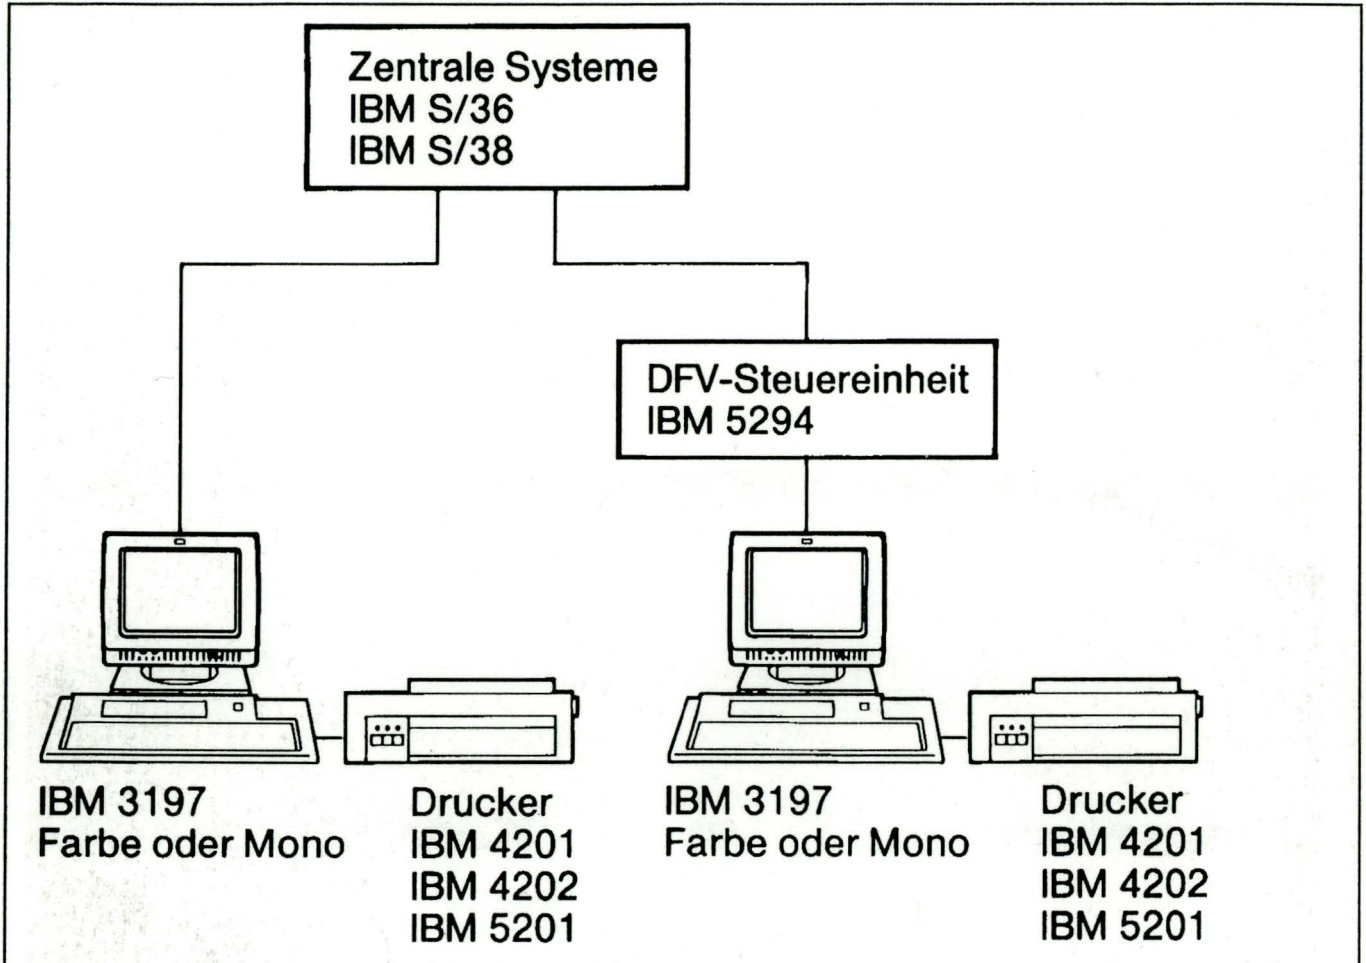 Zentrale Systeme
IBM S/36
IBM S/38
DFV-Steuereinheit
IBM 5294
IBM 3197
Farbe oder Mono
Drucker
IBM 4201
IBM 4202
IBM 5201
IBM 3197
Farbe oder Mono
Drucker
IBM 4201
IBM 4202
IBM 5201